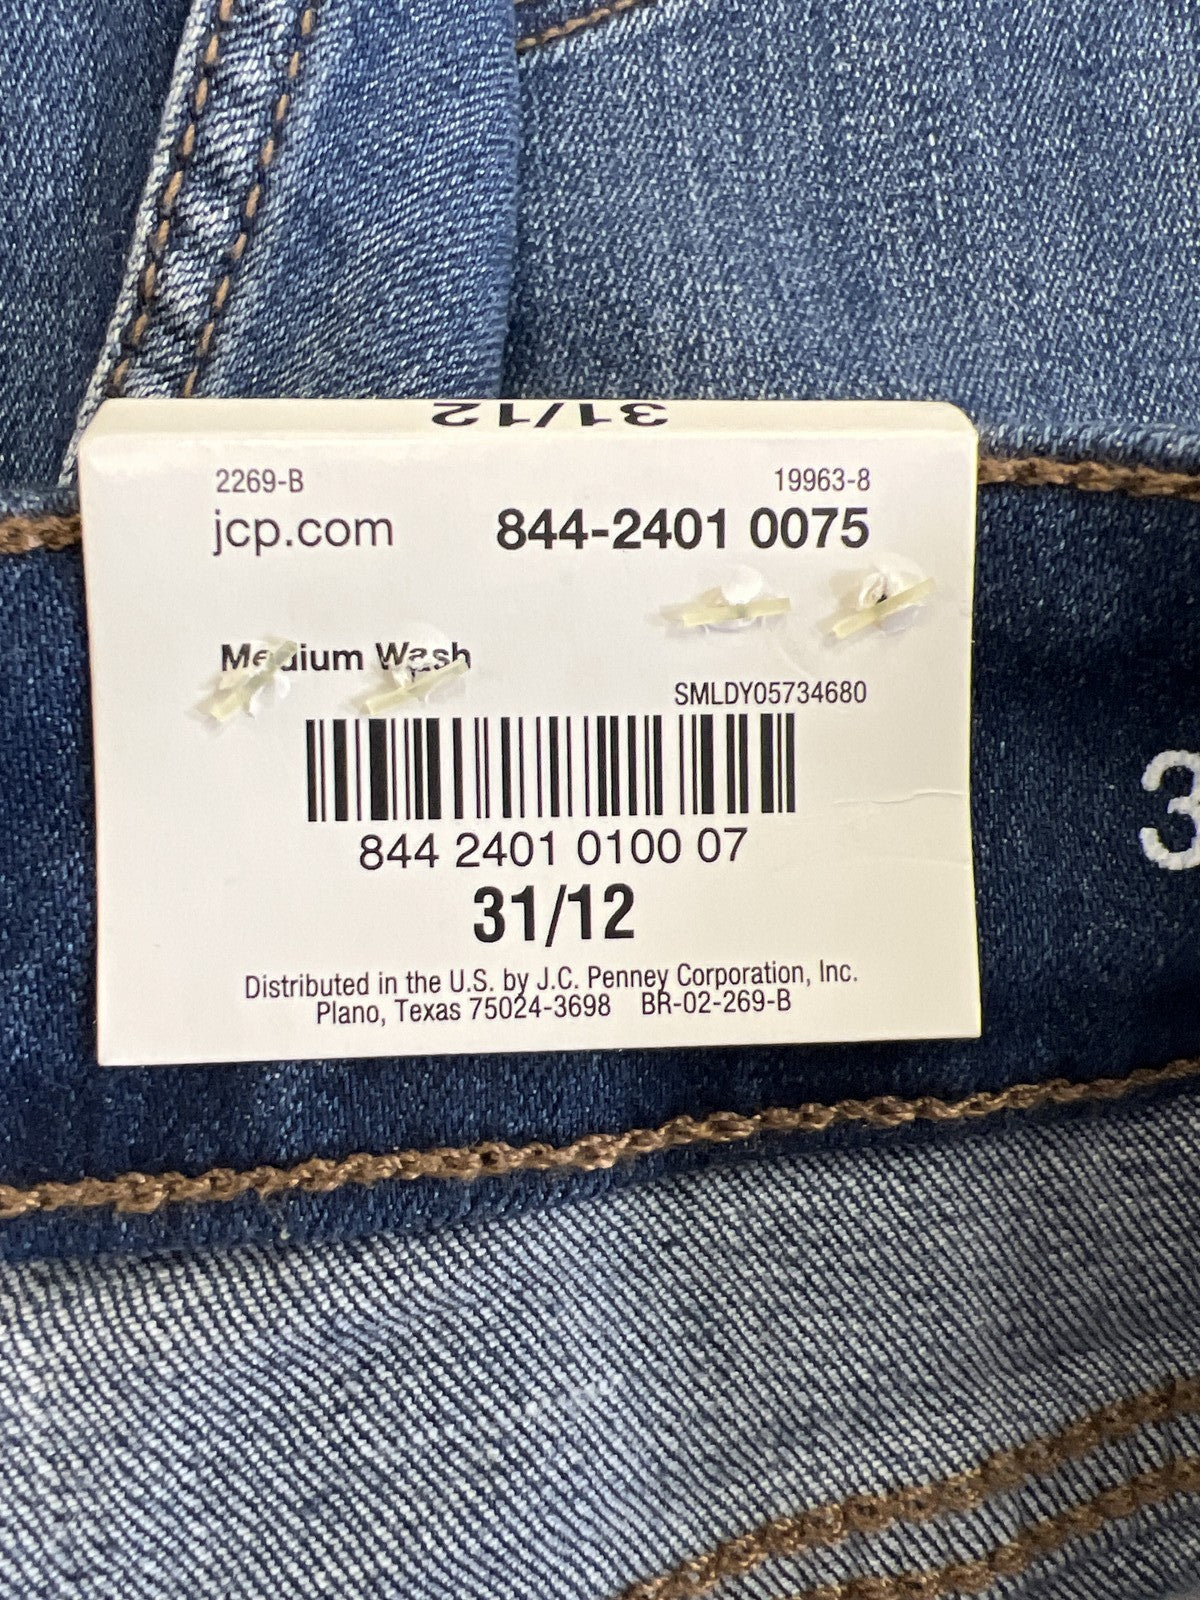 31/12
2269-B 19963-8
jcp.com 844-2401 0075
Medium Wash
SMLDY05734680
844 2401 0100 07
31/12
Distributed in the U.S. by J.C. Penney Corporation, Inc.
Plano, Texas 75024-3698 BR-02-269-B
3